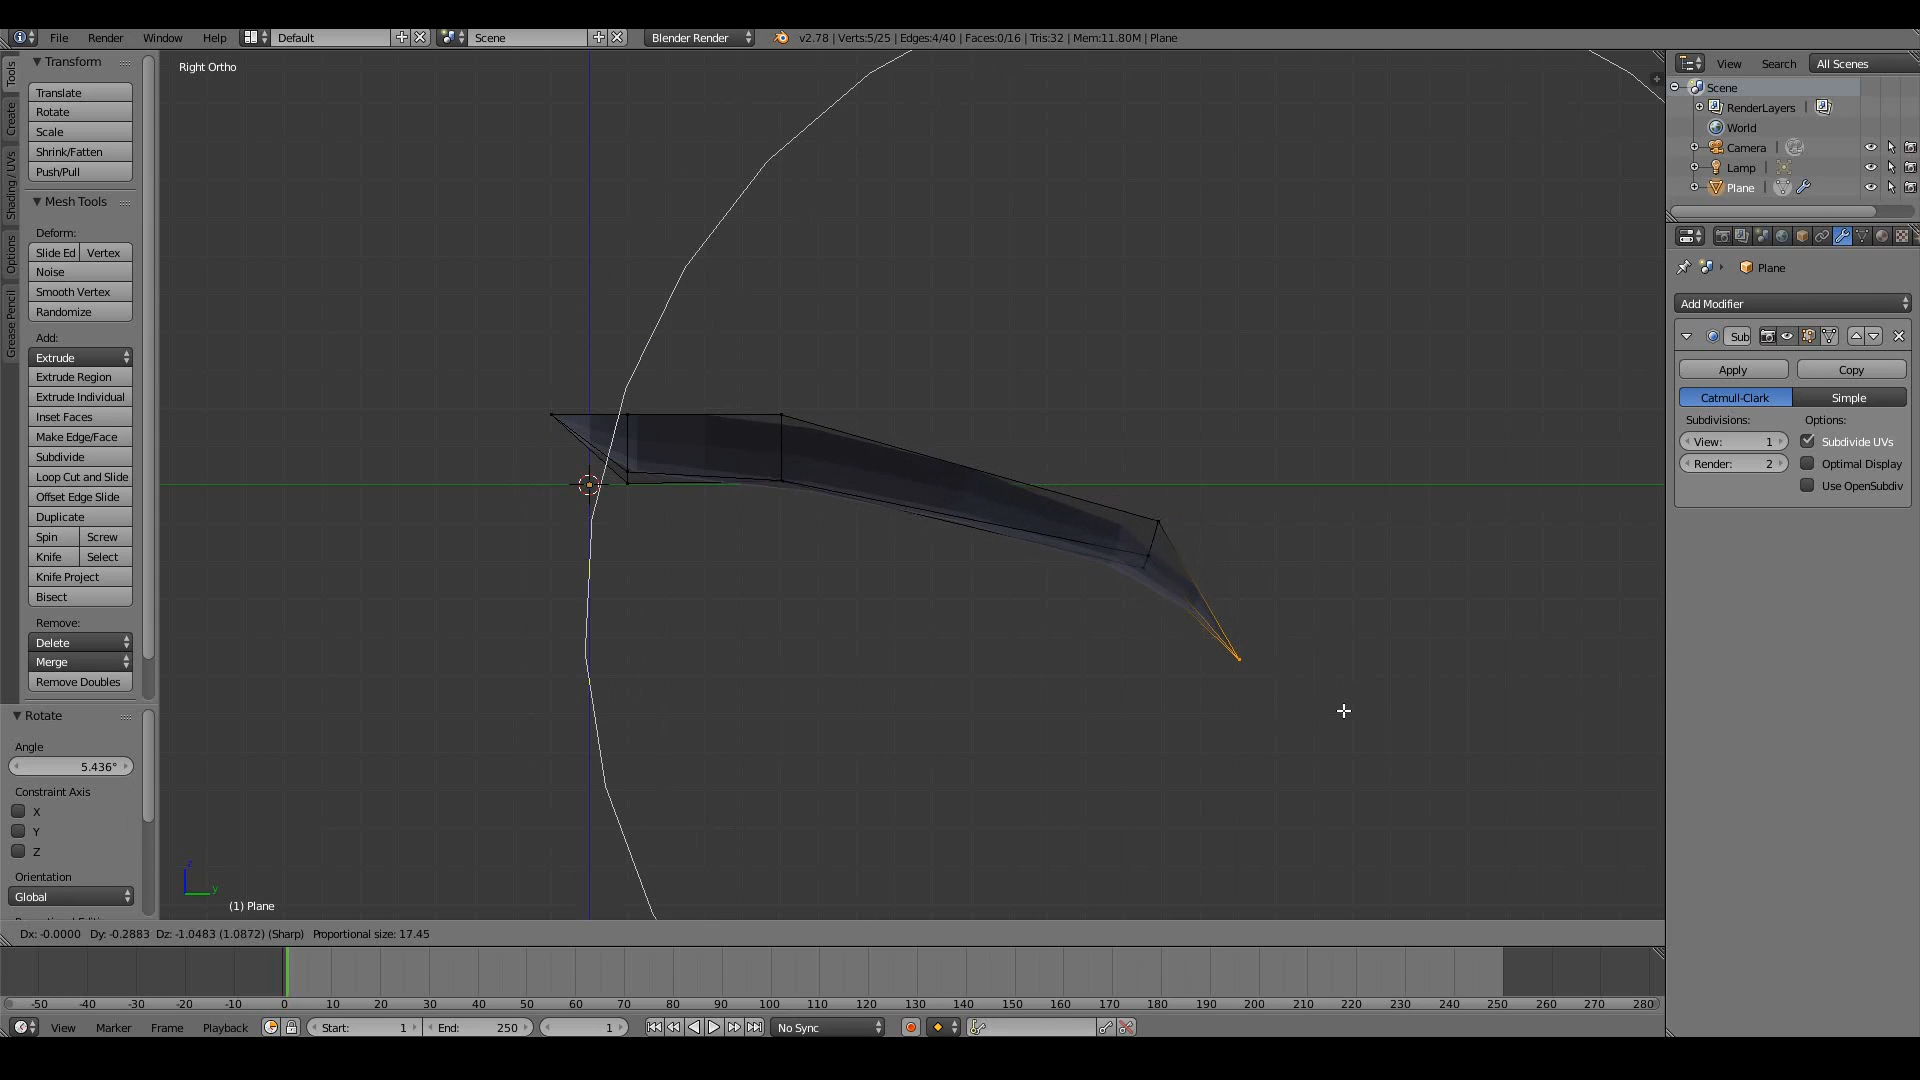 File Render Window Help Default Scene Blender Render v2.78 | Verts:5/25 | Edges:4/40 | Faces:0/16 | Tris:32 | Mem:11.80M | Plane
Tools
Create
Shading / UVs
Options
Grease Pencil
Transform
Translate
Rotate
Scale
Shrink/Fatten
Push/Pull
Mesh Tools
Deform:
Slide Ed Vertex
Noise
Smooth Vertex
Randomize
Add:
Extrude
Extrude Region
Extrude Individual
Inset Faces
Make Edge/Face
Subdivide
Loop Cut and Slide
Offset Edge Slide
Duplicate
Spin Screw
Knife Select
Knife Project
Bisect
Remove:
Delete
Merge
Remove Doubles
Rotate
Angle
5.436°
Constraint Axis
X
Y
Z
Orientation
Global
Right Ortho
z
y
(1) Plane
View Search All Scenes
Scene
RenderLayers |
World
Camera |
Lamp |
Plane |
Plane
Add Modifier
Sub
Apply Copy
Catmull-Clark Simple
Subdivisions: Options:
View: 1 Subdivide UVs
Render: 2 Optimal Display
Use OpenSubdiv
Dx: -0.0000 Dy: -0.2883 Dz: -1.0483 (1.0872) (Sharp) Proportional size: 17.45
-50 -40 -30 -20 -10 0 10 20 30 40 50 60 70 80 90 100 110 120 130 140 150 160 170 180 190 200 210 220 230 240 250 260 270 280
View Marker Frame Playback Start: 1 End: 250 1 No Sync